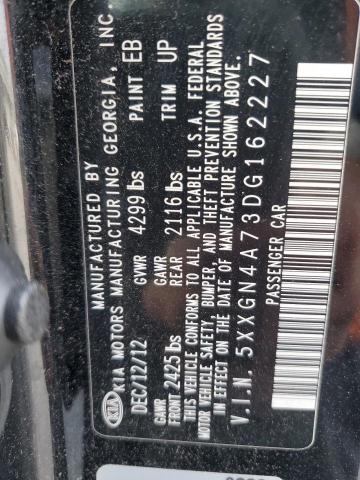 MANUFACTURED BY
KIA KIA MOTORS MANUFACTURING GEORGIA, INC.
DEC/12/12 GVWR 4299 lbs PAINT EB
GAWR FRONT 2425 lbs GAWR REAR 2116 lbs TRIM UP
THIS VEHICLE CONFORMS TO ALL APPLICABLE U.S.A. FEDERAL
MOTOR VEHICLE SAFETY, BUMPER, AND THEFT PREVENTION STANDARDS
IN EFFECT ON THE DATE OF MANUFACTURE SHOWN ABOVE.
V.I.N. 5XXGN4A73DG162227
PASSENGER CAR